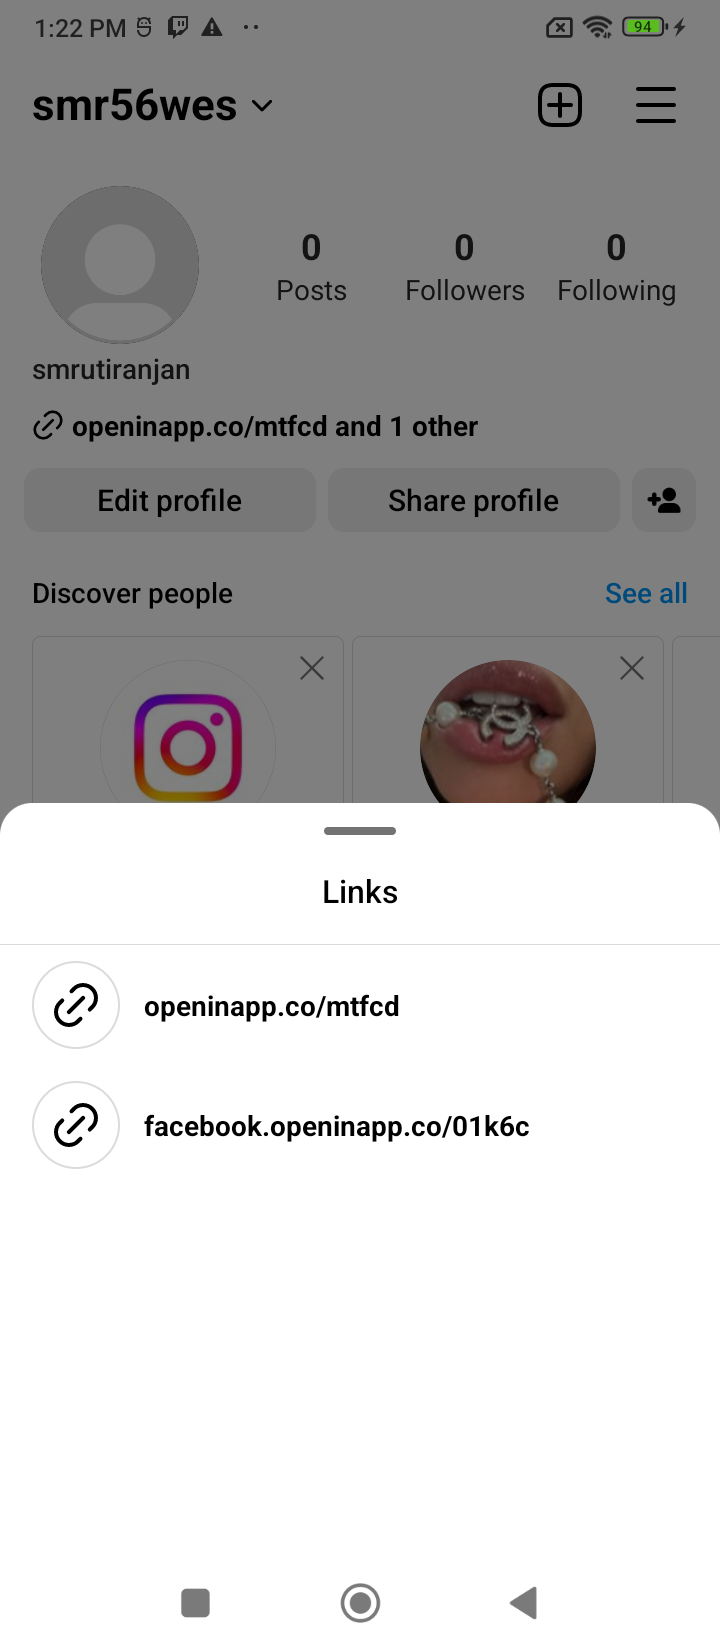 1:22 PM
94
smr56wes
0 0 0
Posts Followers Following
smrutiranjan
openinapp.co/mtfcd and 1 other
Edit profile Share profile
Discover people See all
Links
openinapp.co/mtfcd
facebook.openinapp.co/01k6c